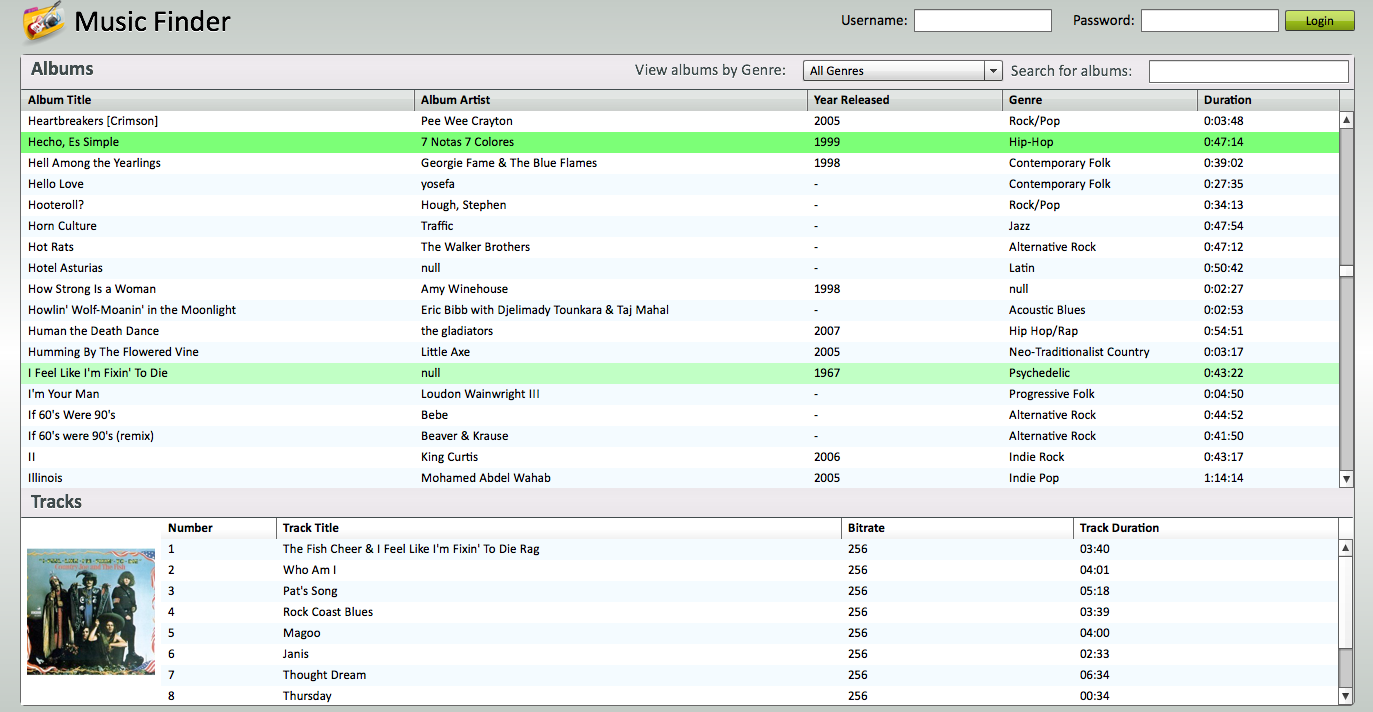 Music Finder Username: Password: Login
Albums View albums by Genre: All Genres Search for albums:
Album Title Album Artist Year Released Genre Duration
Heartbreakers [Crimson] Pee Wee Crayton 2005 Rock/Pop 0:03:48
Hecho, Es Simple 7 Notas 7 Colores 1999 Hip-Hop 0:47:14
Hell Among the Yearlings Georgie Fame & The Blue Flames 1998 Contemporary Folk 0:39:02
Hello Love yosefa - Contemporary Folk 0:27:35
Hooteroll? Hough, Stephen - Rock/Pop 0:34:13
Horn Culture Traffic - Jazz 0:47:54
Hot Rats The Walker Brothers - Alternative Rock 0:47:12
Hotel Asturias null - Latin 0:50:42
How Strong Is a Woman Amy Winehouse 1998 null 0:02:27
Howlin' Wolf-Moanin' in the Moonlight Eric Bibb with Djelimady Tounkara & Taj Mahal - Acoustic Blues 0:02:53
Human the Death Dance the gladiators 2007 Hip Hop/Rap 0:54:51
Humming By The Flowered Vine Little Axe 2005 Neo-Traditionalist Country 0:03:17
I Feel Like I'm Fixin' To Die null 1967 Psychedelic 0:43:22
I'm Your Man Loudon Wainwright III - Progressive Folk 0:04:50
If 60's Were 90's Bebe - Alternative Rock 0:44:52
If 60's were 90's (remix) Beaver & Krause - Alternative Rock 0:41:50
II King Curtis 2006 Indie Rock 0:43:17
Illinois Mohamed Abdel Wahab 2005 Indie Pop 1:14:14
Tracks
Number Track Title Bitrate Track Duration
1 The Fish Cheer & I Feel Like I'm Fixin' To Die Rag 256 03:40
2 Who Am I 256 04:01
3 Pat's Song 256 05:18
4 Rock Coast Blues 256 03:39
5 Magoo 256 04:00
6 Janis 256 02:33
7 Thought Dream 256 06:34
8 Thursday 256 00:34
Country Joe and The Fish